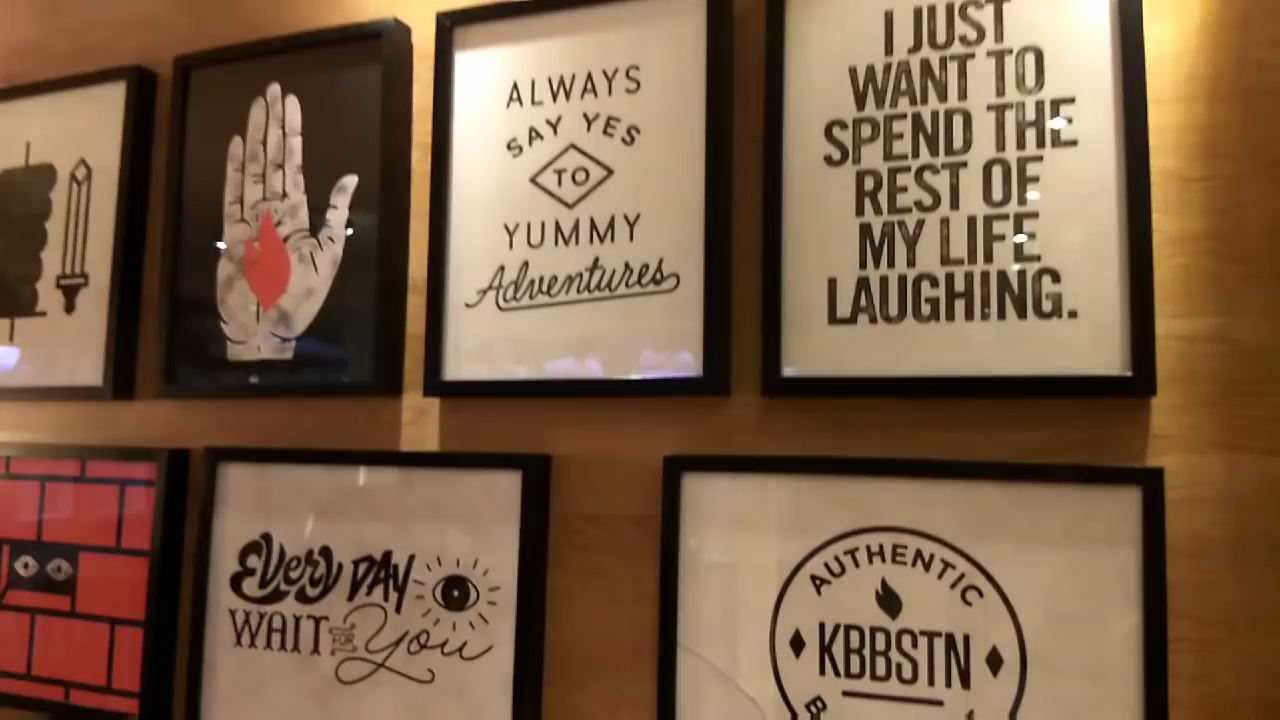 ALWAYS
SAY YES
TO
YUMMY
Adventures
I JUST
WANT TO
SPEND THE
REST OF
MY LIFE
LAUGHING.
Every DAY
WAIT FOR You
AUTHENTIC
KBBSTN